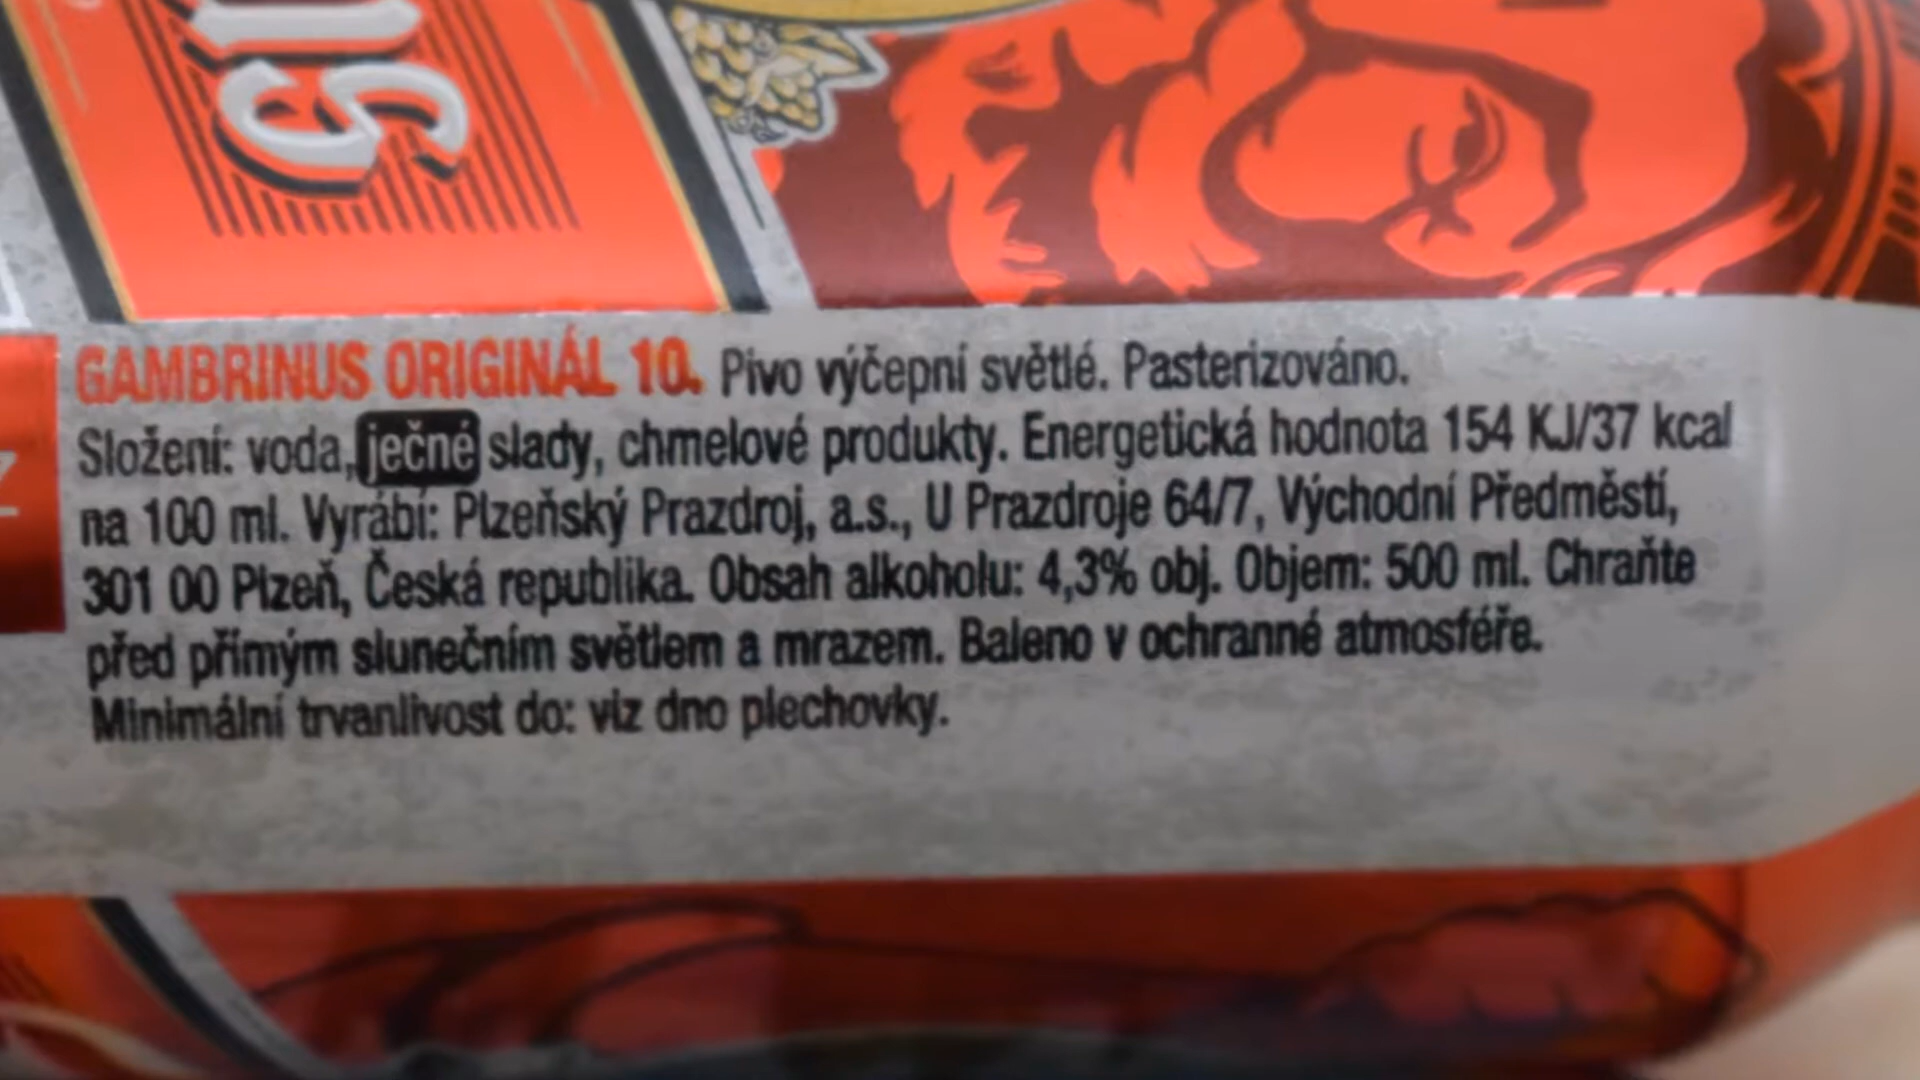 GAMBRINUS ORIGINÁL 10. Pivo výčepní světlé. Pasterizováno.
Složení: voda, ječné slady, chmelové produkty. Energetická hodnota 154 KJ/37 kcal
na 100 ml. Vyrábí: Plzeňský Prazdroj, a.s., U Prazdroje 64/7, Východní Předměstí,
301 00 Plzeň, Česká republika. Obsah alkoholu: 4,3% obj. Objem: 500 ml. Chraňte
před přímým slunečním světlem a mrazem. Baleno v ochranné atmosféře.
Minimální trvanlivost do: viz dno plechovky.